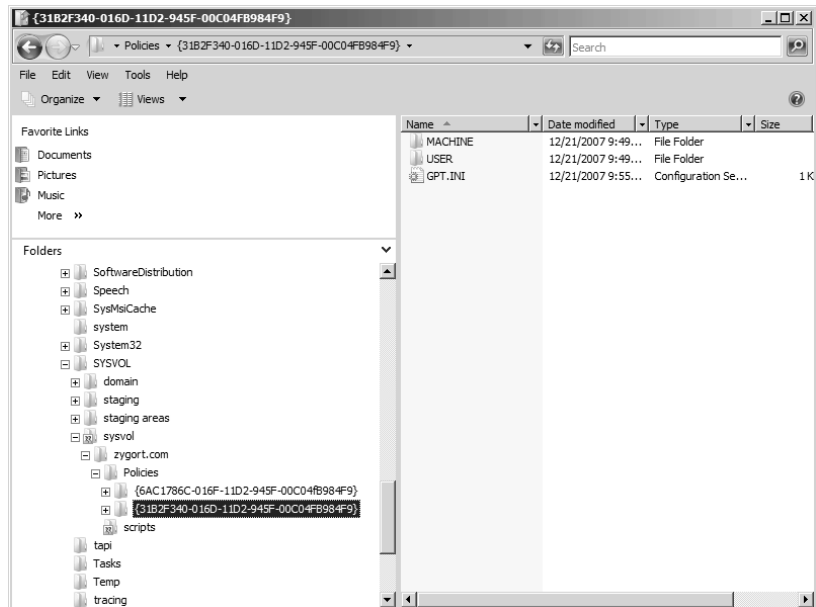 {31B2F340-016D-11D2-945F-00C04FB984F9}
Policies {31B2F340-016D-11D2-945F-00C04FB984F9}
Search
File Edit View Tools Help
Organize Views
Favorite Links
Documents
Pictures
Music
More »
Folders
SoftwareDistribution
Speech
SysMsiCache
system
System32
SYSVOL
domain
staging
staging areas
sysvol
zygort.com
Policies
{6AC1786C-016F-11D2-945F-00C04fB984F9}
{31B2F340-016D-11D2-945F-00C04FB984F9}
scripts
tapi
Tasks
Temp
tracing
Name Date modified Type Size
MACHINE 12/21/2007 9:49... File Folder
USER 12/21/2007 9:49... File Folder
GPT.INI 12/21/2007 9:55... Configuration Se... 1 K